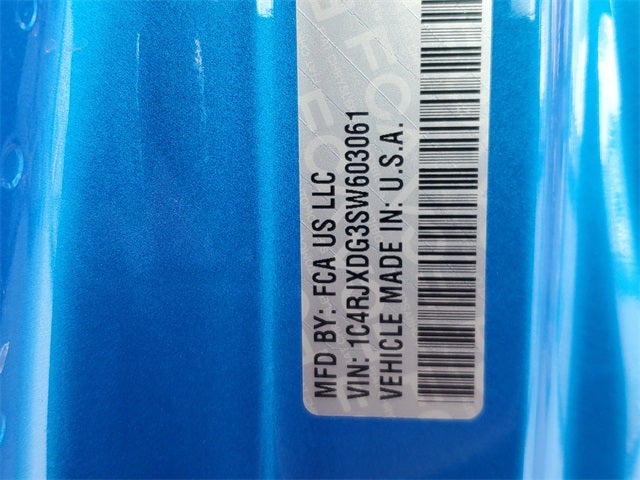 MFD BY: FCA US LLC
VIN: 1C4RJXDG3SW603061
VEHICLE MADE IN: U.S.A.